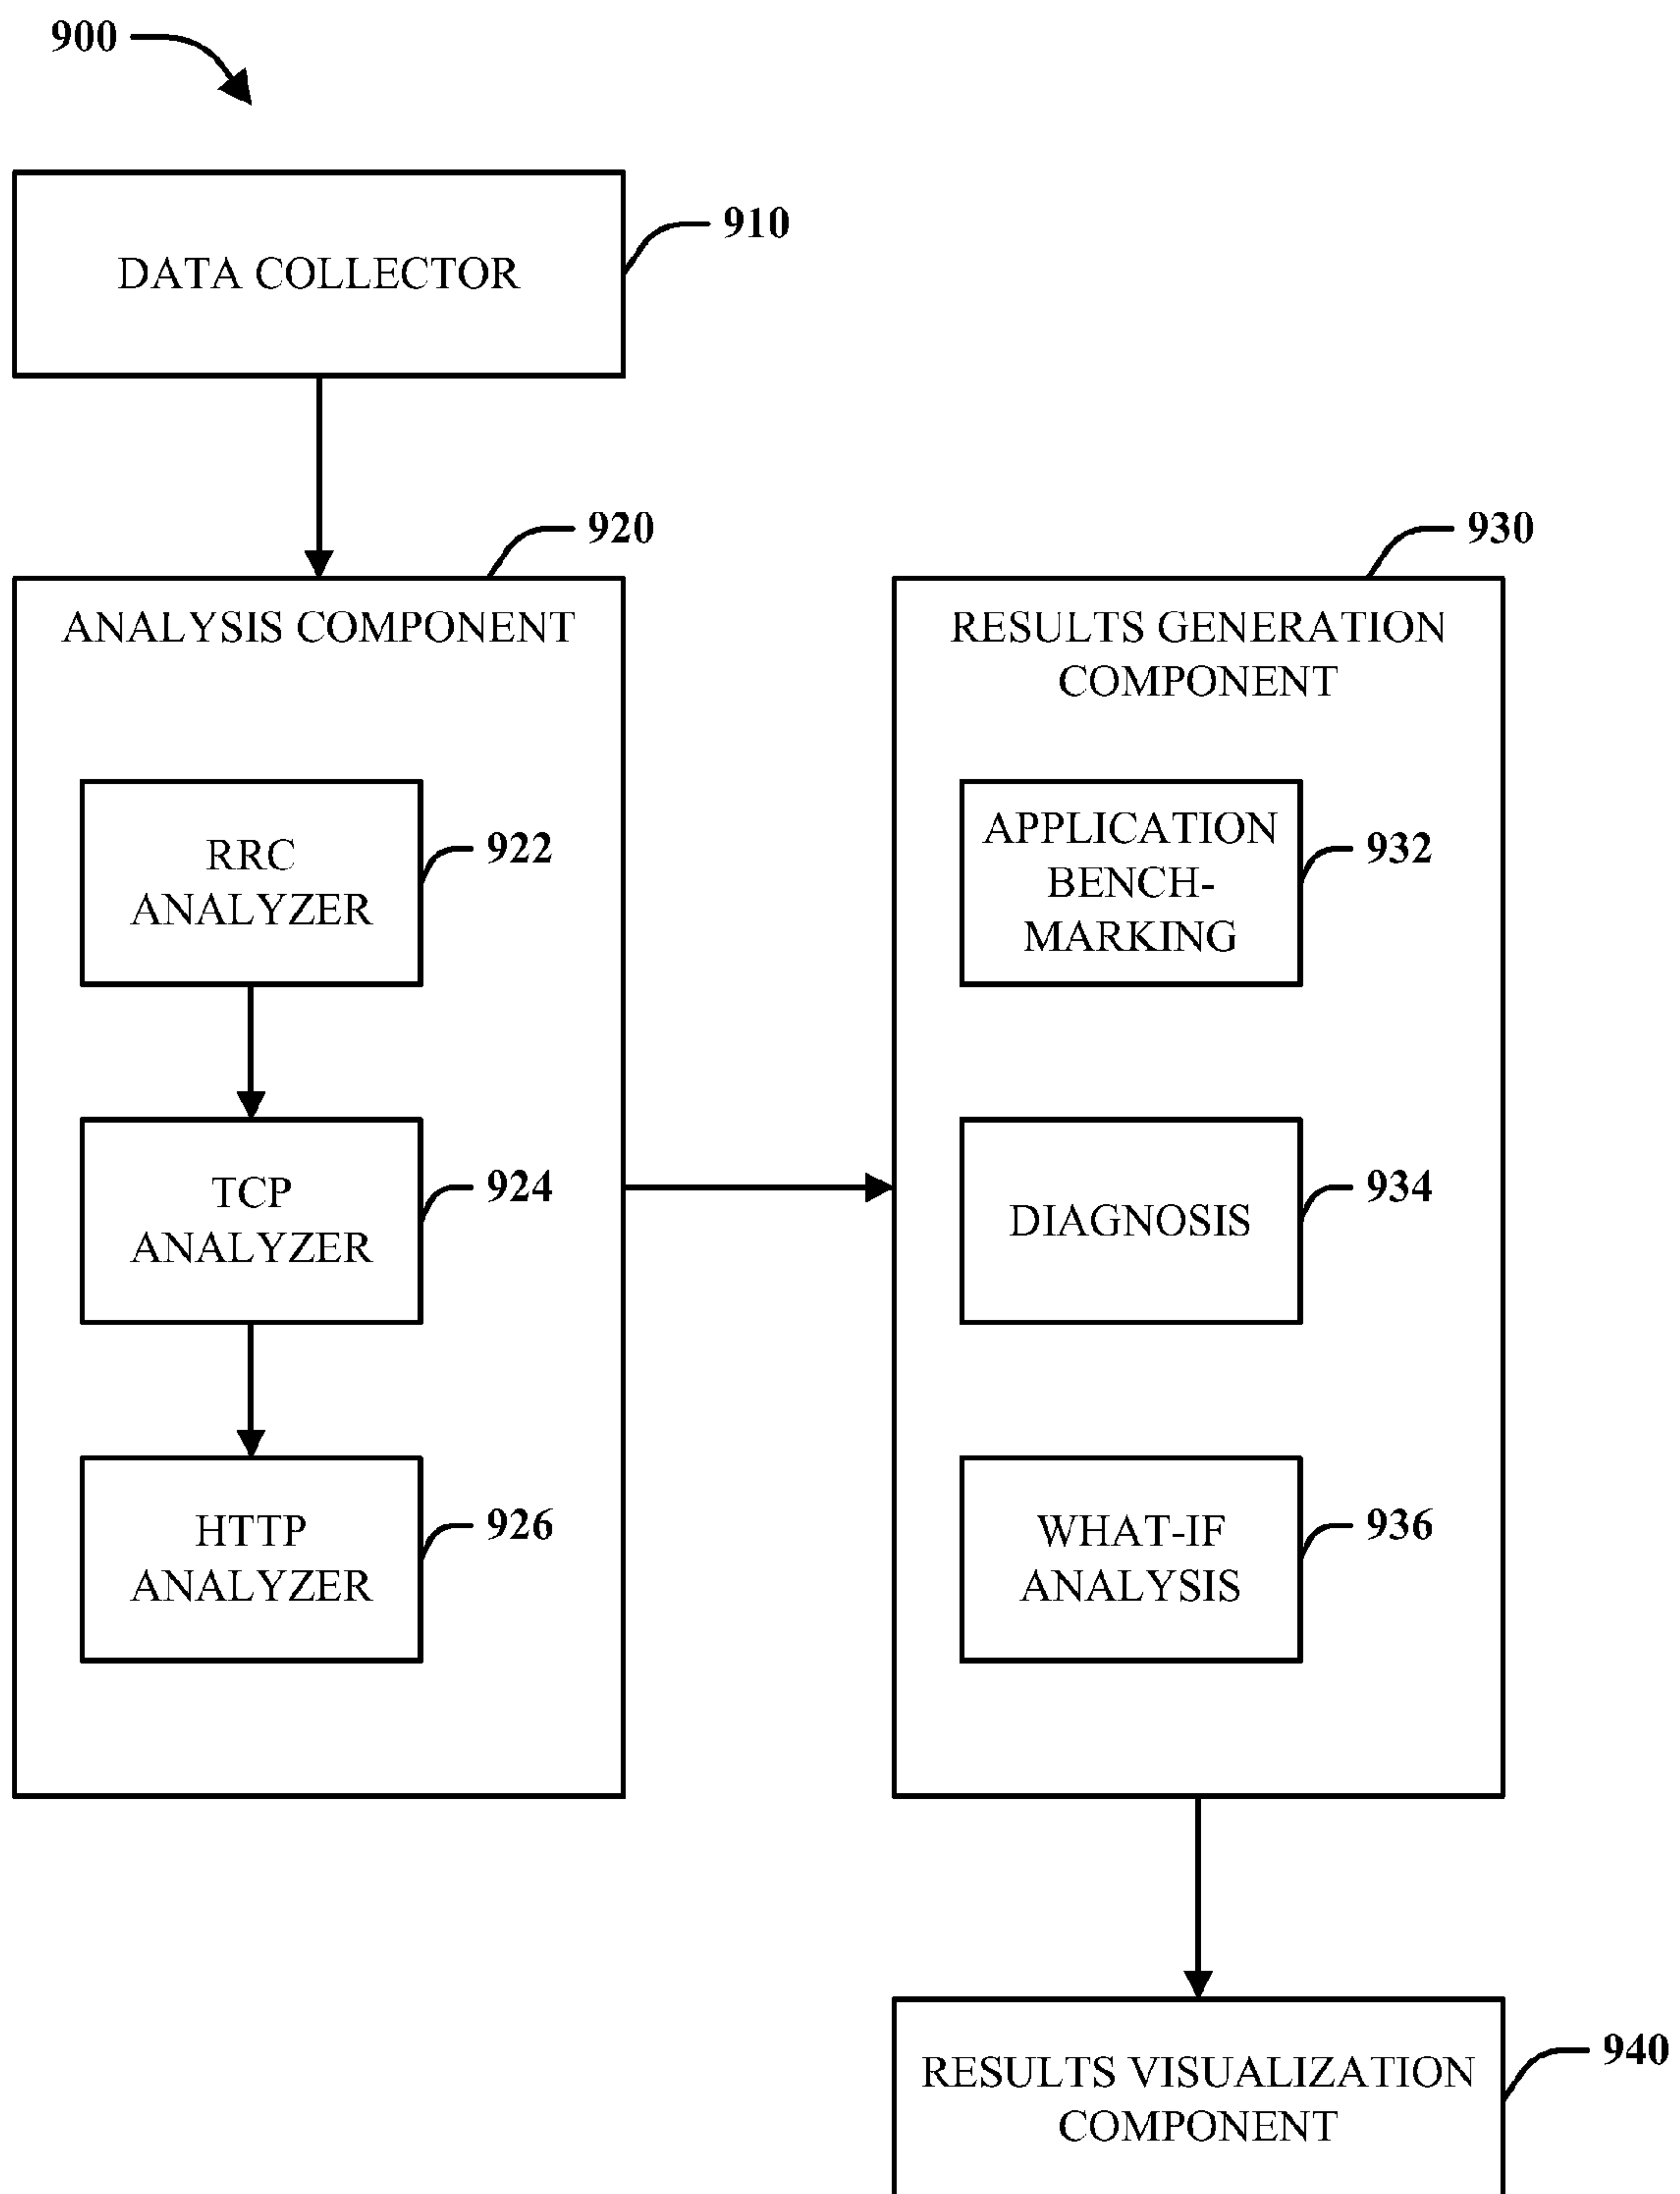 900
DATA COLLECTOR
910
920
ANALYSIS COMPONENT
RRC
ANALYZER
922
TCP
ANALYZER
924
HTTP
ANALYZER
926
930
RESULTS GENERATION
COMPONENT
APPLICATION
BENCH-
MARKING
932
DIAGNOSIS
934
WHAT-IF
ANALYSIS
936
RESULTS VISUALIZATION
COMPONENT
940